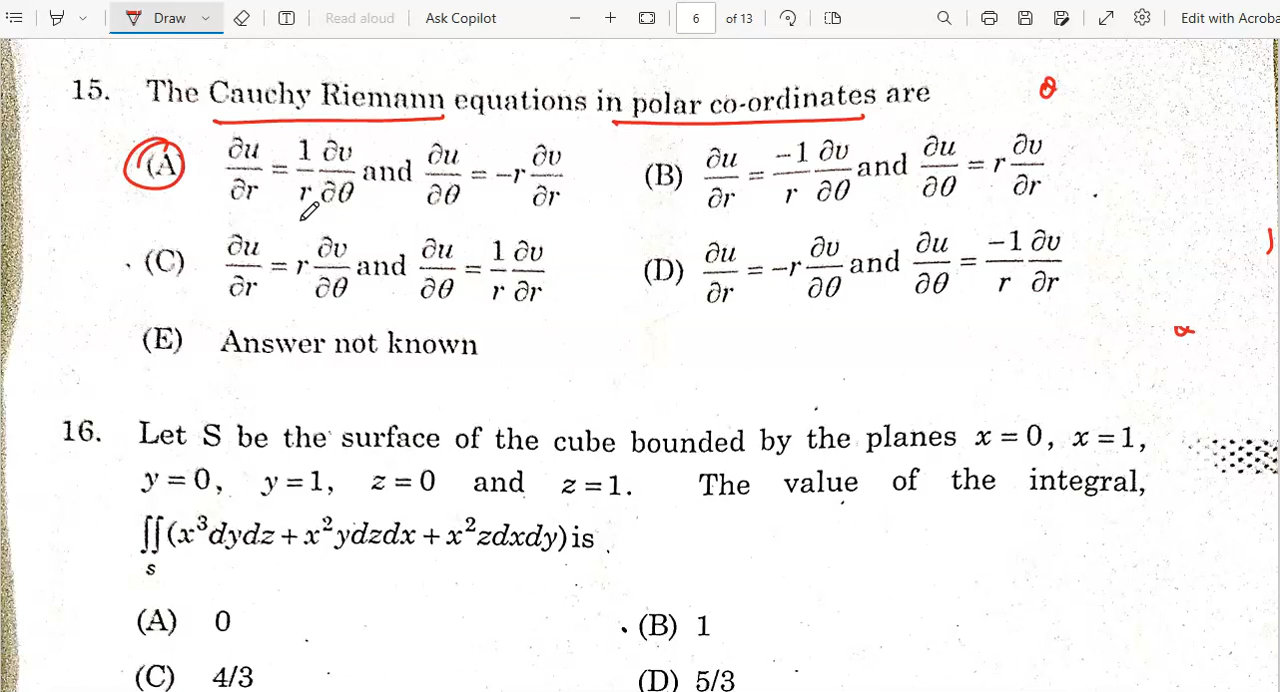 Draw Read aloud Ask Copilot 6 of 13 Edit with Acroba
15. The Cauchy Riemann equations in polar co-ordinates are
(A) ∂u/∂r = 1/r ∂v/∂θ and ∂u/∂θ = -r ∂v/∂r (B) ∂u/∂r = -1/r ∂v/∂θ and ∂u/∂θ = r ∂v/∂r
(C) ∂u/∂r = r ∂v/∂θ and ∂u/∂θ = 1/r ∂v/∂r (D) ∂u/∂r = -r ∂v/∂θ and ∂u/∂θ = -1/r ∂v/∂r
(E) Answer not known
16. Let S be the surface of the cube bounded by the planes x = 0, x = 1,
y = 0, y = 1, z = 0 and z = 1. The value of the integral,
∬(x³dydz + x²ydzdx + x²zdxdy) is
s
(A) 0 (B) 1
(C) 4/3 (D) 5/3